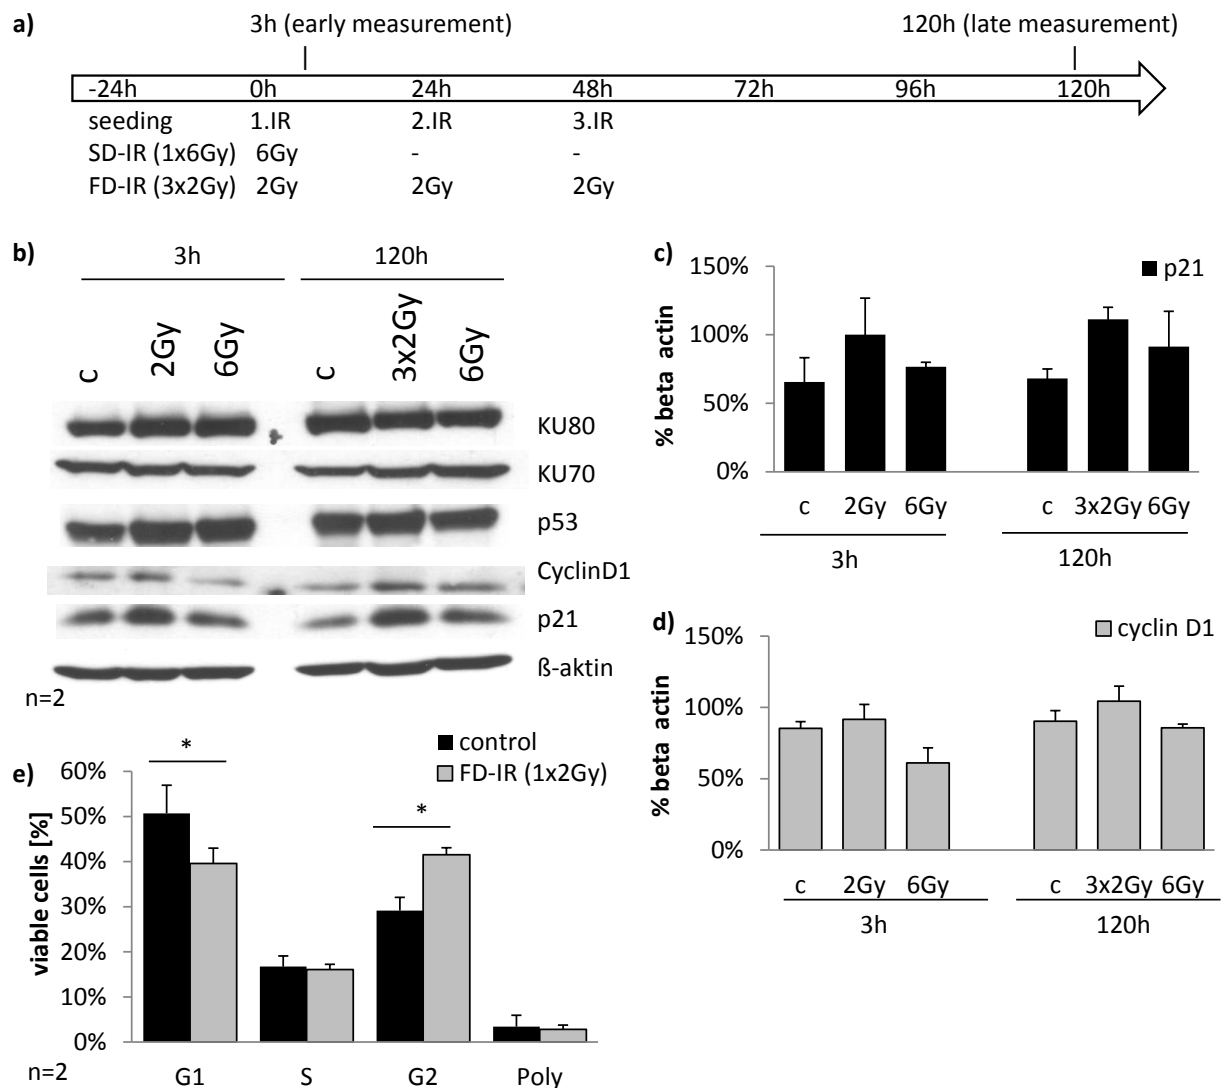 a)
3h (early measurement) 120h (late measurement)
-24h 0h 24h 48h 72h 96h 120h
seeding 1.IR 2.IR 3.IR
SD-IR (1x6Gy) 6Gy - -
FD-IR (3x2Gy) 2Gy 2Gy 2Gy
b)
3h 120h
c 2Gy 6Gy c 3x2Gy 6Gy
KU80
KU70
p53
CyclinD1
p21
ß-aktin
n=2
c)
p21
% beta actin
150%
100%
50%
0%
c 2Gy 6Gy c 3x2Gy 6Gy
3h 120h
d)
cyclin D1
% beta actin
150%
100%
50%
0%
c 2Gy 6Gy c 3x2Gy 6Gy
3h 120h
e)
control
FD-IR (1x2Gy)
viable cells [%]
60%
50%
40%
30%
20%
10%
0%
* *
G1 S G2 Poly
n=2